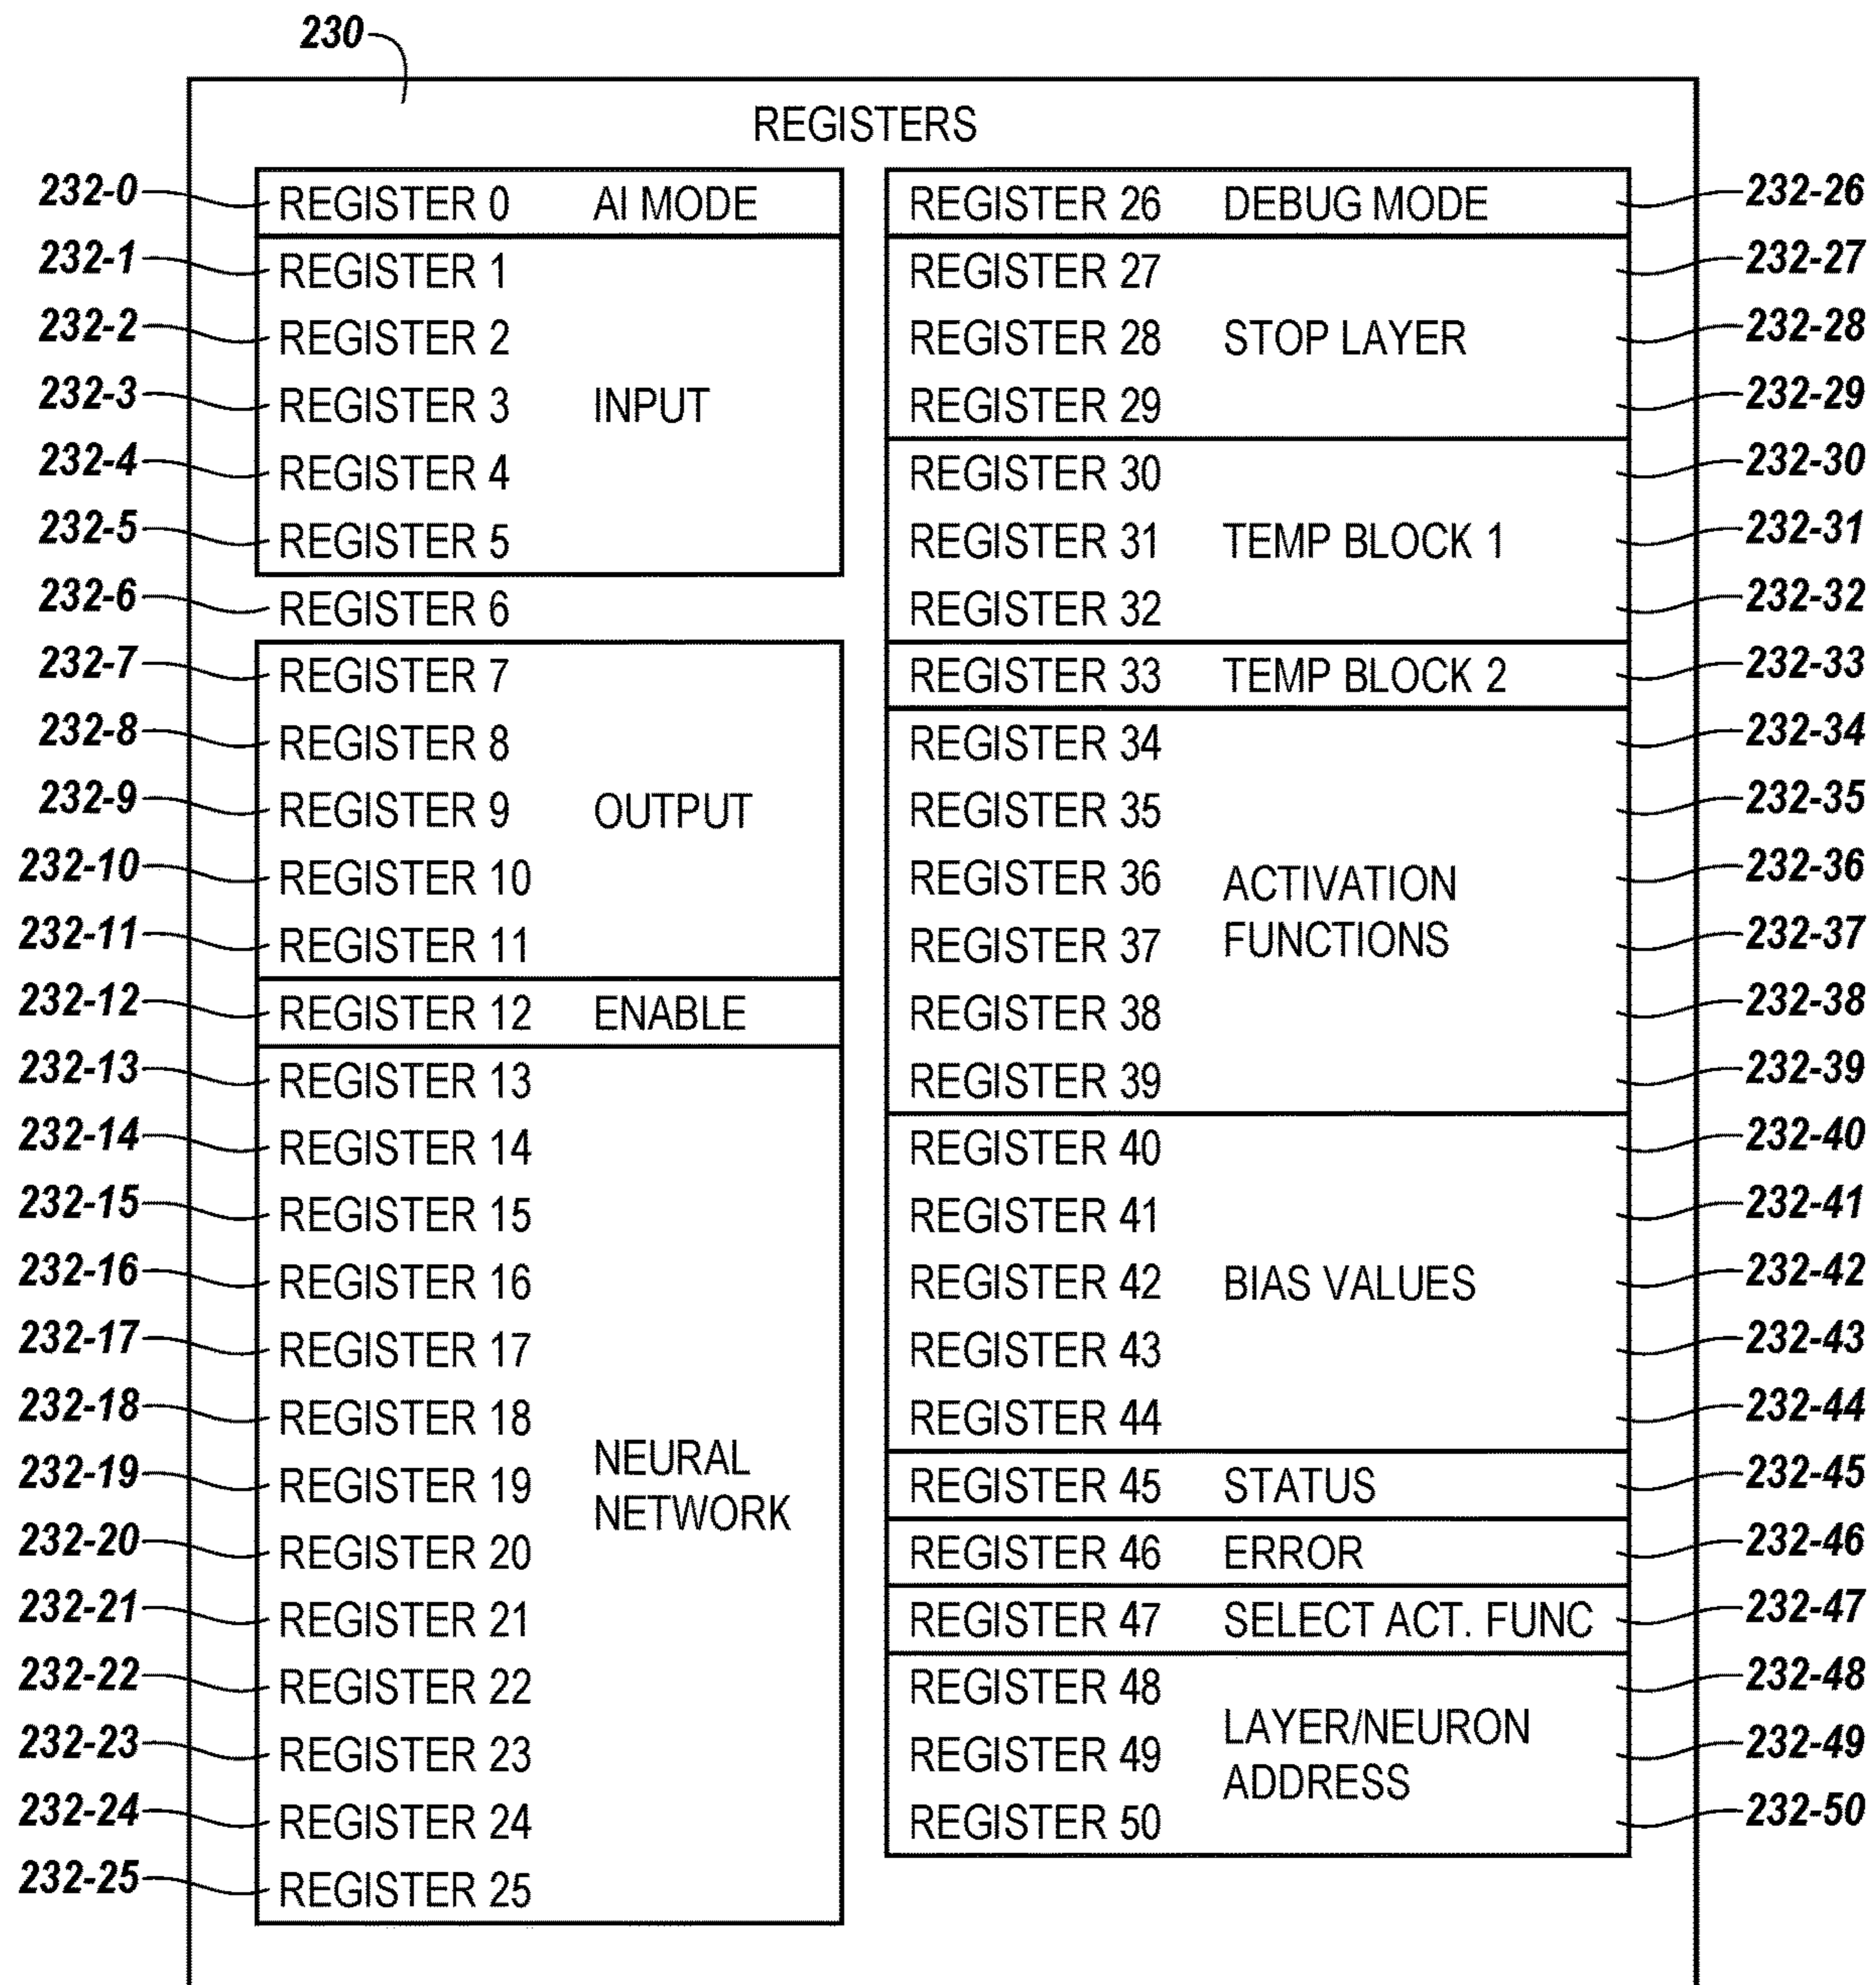 230
REGISTERS
232-0 REGISTER 0 AI MODE
232-1 REGISTER 1
232-2 REGISTER 2
232-3 REGISTER 3 INPUT
232-4 REGISTER 4
232-5 REGISTER 5
232-6 REGISTER 6
232-7 REGISTER 7
232-8 REGISTER 8
232-9 REGISTER 9 OUTPUT
232-10 REGISTER 10
232-11 REGISTER 11
232-12 REGISTER 12 ENABLE
232-13 REGISTER 13
232-14 REGISTER 14
232-15 REGISTER 15
232-16 REGISTER 16
232-17 REGISTER 17
232-18 REGISTER 18
NEURAL
232-19 REGISTER 19
NETWORK
232-20 REGISTER 20
232-21 REGISTER 21
232-22 REGISTER 22
232-23 REGISTER 23
232-24 REGISTER 24
232-25 REGISTER 25
REGISTER 26 DEBUG MODE 232-26
REGISTER 27 232-27
REGISTER 28 STOP LAYER 232-28
REGISTER 29 232-29
REGISTER 30 232-30
REGISTER 31 TEMP BLOCK 1 232-31
REGISTER 32 232-32
REGISTER 33 TEMP BLOCK 2 232-33
REGISTER 34 232-34
REGISTER 35 232-35
REGISTER 36 ACTIVATION 232-36
REGISTER 37 FUNCTIONS 232-37
REGISTER 38 232-38
REGISTER 39 232-39
REGISTER 40 232-40
REGISTER 41 232-41
REGISTER 42 BIAS VALUES 232-42
REGISTER 43 232-43
REGISTER 44 232-44
REGISTER 45 STATUS 232-45
REGISTER 46 ERROR 232-46
REGISTER 47 SELECT ACT. FUNC 232-47
REGISTER 48 232-48
LAYER/NEURON
REGISTER 49 232-49
ADDRESS
REGISTER 50 232-50